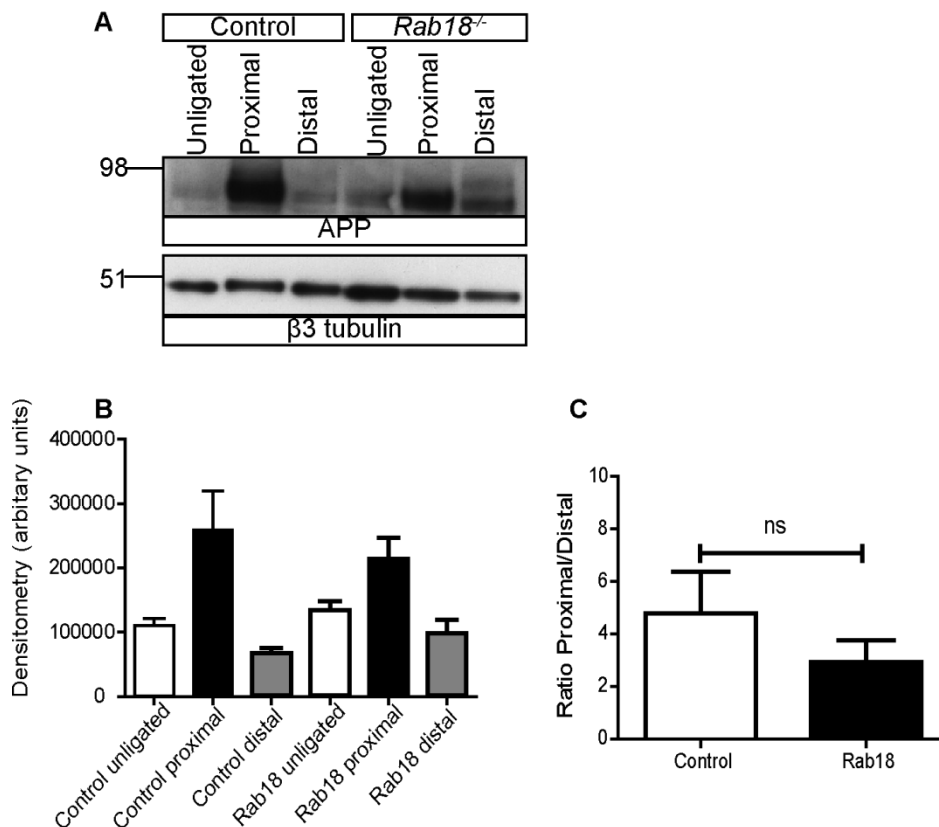 A
Control
Rab18-/-
Unligated
Proximal
Distal
Unligated
Proximal
Distal
98
APP
51
β3 tubulin
B
Densitometry (arbitary units)
400000
300000
200000
100000
0
Control unligated
Control proximal
Control distal
Rab18 unligated
Rab18 proximal
Rab18 distal
C
Ratio Proximal/Distal
10
8
6
4
2
0
ns
Control
Rab18